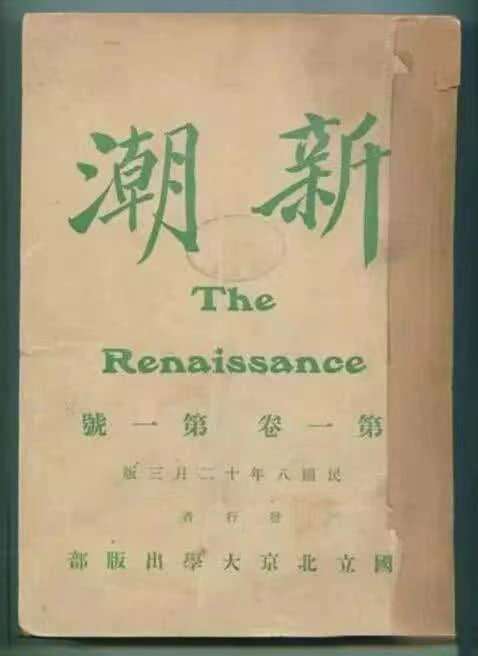 新潮
The
Renaissance
第一卷 第一號
民國八年十二月三版
發行者
國立北京大學出版部